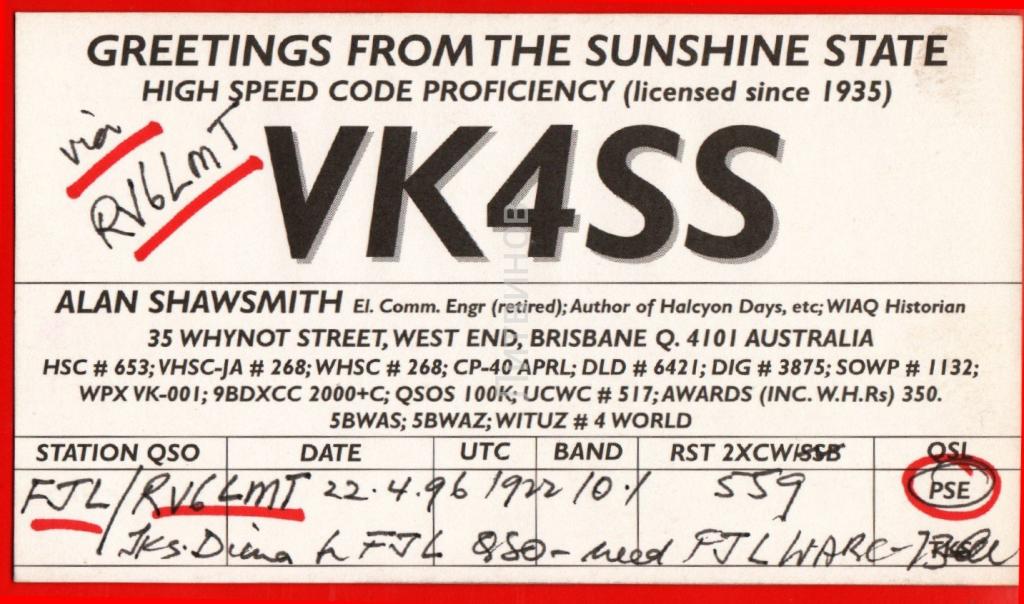 GREETINGS FROM THE SUNSHINE STATE
HIGH SPEED CODE PROFICIENCY (licensed since 1935)
via
RV6LMT
VK4SS
ALAN SHAWSMITH El. Comm. Engr (retired); Author of Halcyon Days, etc; WIAQ Historian
35 WHYNOT STREET, WEST END, BRISBANE Q. 4101 AUSTRALIA
HSC # 653; VHSC-JA # 268; WHSC # 268; CP-40 APRL; DLD # 6421; DIG # 3875; SOWP # 1132;
WPX VK-001; 9BDXCC 2000+C; QSOS 100K; UCWC # 517; AWARDS (INC. W.H.Rs) 350.
5BWAS; 5BWAZ; WITUZ # 4 WORLD
STATION QSO DATE UTC BAND RST 2XCW/SSB QSL
FJL/RV6LMT 22.4.96 1922 10.1 559 PSE
Tks. Dima FJL QSO - need FJL WARC -